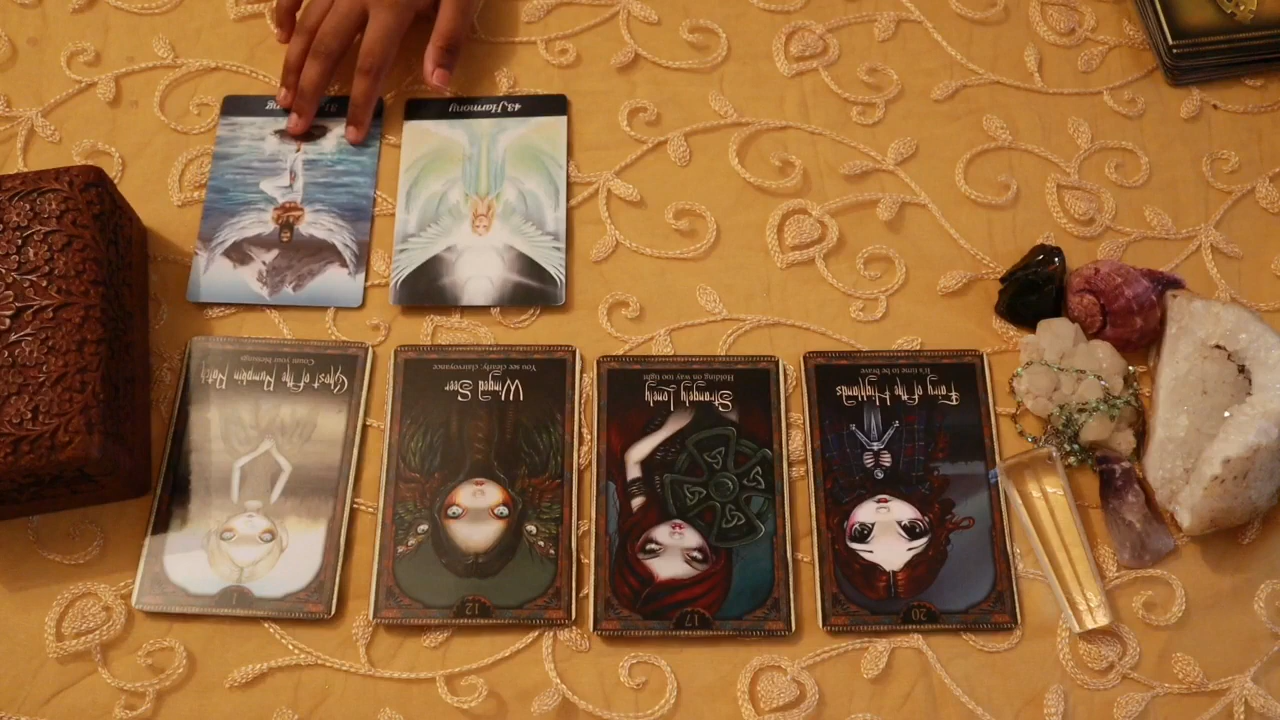 43. Harmony
Ghost of the Pumpkin Patch
Count your blessings
1
Winged Seer
You see clearly, clairvoyance
12
Strangely Lonely
Holding on way too tight
17
Fairy of the Highlands
It's time to be brave
20